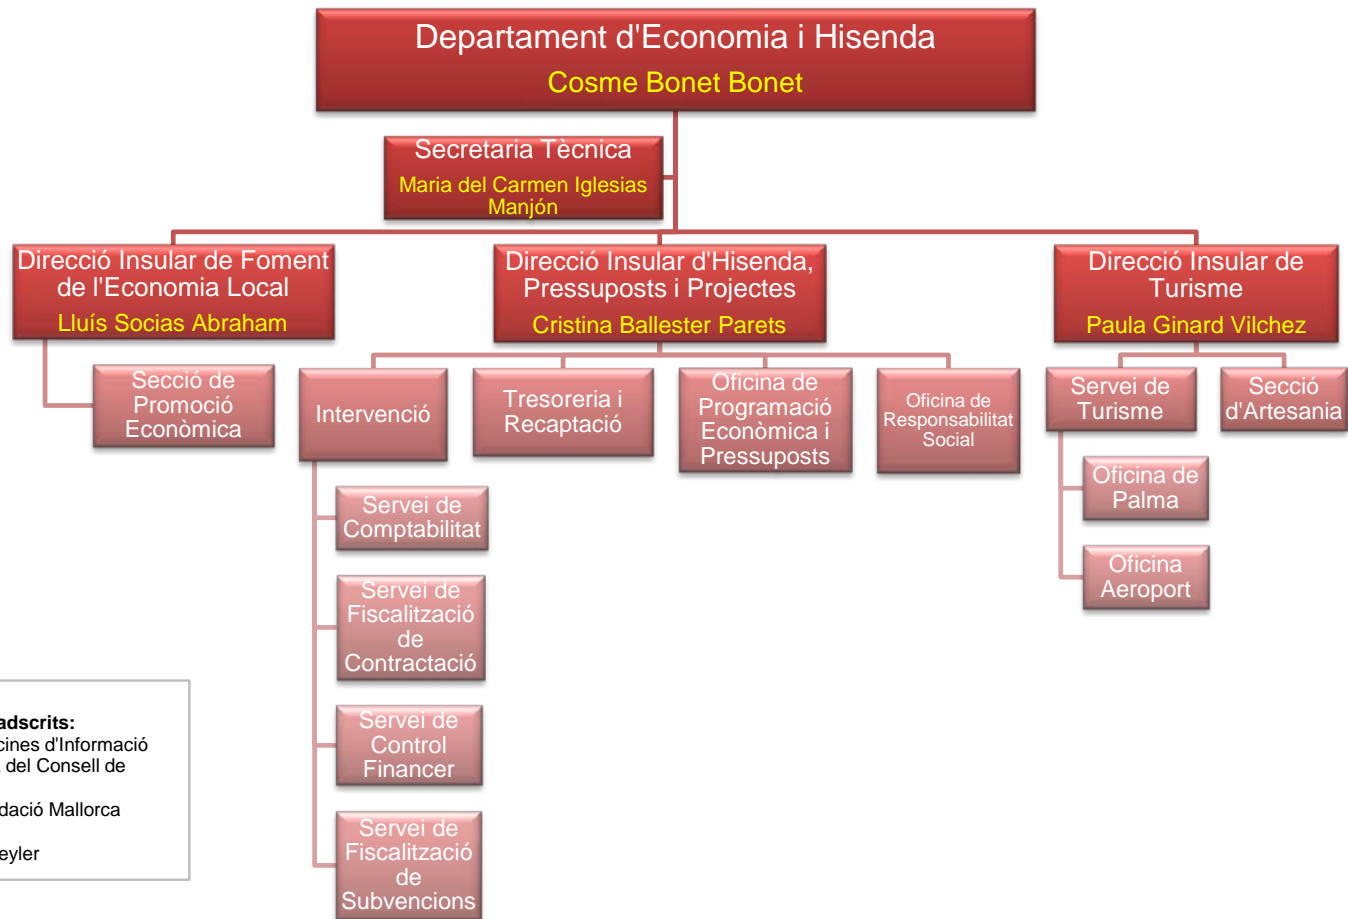 Departament d'Economia i Hisenda
Cosme Bonet Bonet
Secretaria Tècnica
Maria del Carmen Iglesias
Manjón
Direcció Insular de Foment
de l'Economia Local
Lluís Socias Abraham
Direcció Insular d'Hisenda,
Pressuposts i Projectes
Cristina Ballester Parets
Direcció Insular de
Turisme
Paula Ginard Vilchez
Secció de
Promoció
Econòmica
Intervenció
Tresoreria i
Recaptació
Oficina de
Programació
Econòmica i
Pressuposts
Oficina de
Responsabilitat
Social
Servei de
Turisme
Secció
d'Artesania
Servei de
Comptabilitat
Servei de
Fiscalització
de
Contractació
Servei de
Control
Financer
Servei de
Fiscalització
de
Subvencions
Oficina de
Palma
Oficina
Aeroport
adscrits:
d'Informació
del Consell de
Mallorca